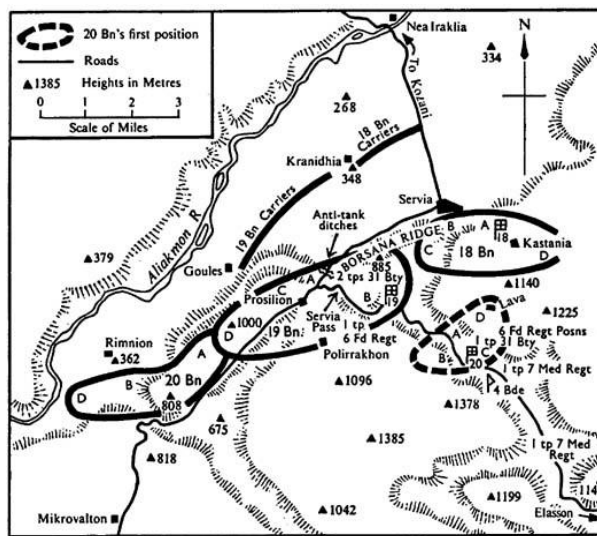 20 Bn's first position
Roads
▲1385 Heights in Metres
0 1 2 3
Scale of Miles
Nea Iraklia
To Kozani
334
N
268
18 Bn Carriers
Kranidhia
348
19 Bn Carriers
Servia
Aliakmon R.
379
Anti-tank
ditches
BORSANA RIDGE
B A
18
Kastania
C 18 Bn D
Goules
2 tps 31 Bty
885
A
C
1140
Prosilion
B
19
Lava
1225
Servia
Pass
1 tp
6 Fd Regt
D
6 Fd Regt Posns
A
1 tp 31 Bty
1000
D
19 Bn
Polirrakhon
Rimnion
362
A
B
C
20
1 tp 7 Med Regt
B
20 Bn
D
808
1096
4 Bde
1378
675
1385
1 tp 7 Med
Regt
818
1042
1199
114
Mikrovalton
Elasson